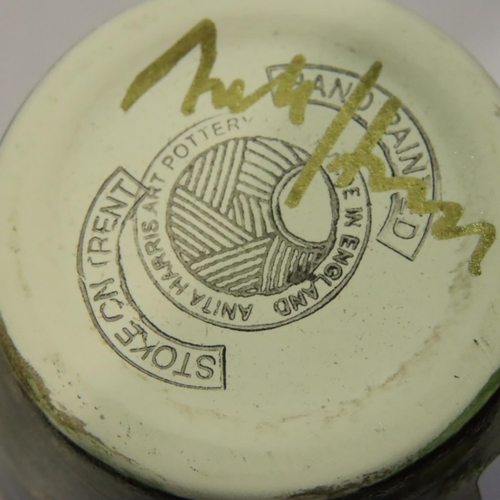 HAND PAINTED
ANITA HARRIS ART POTTERY
MADE IN ENGLAND
STOKE ON TRENT